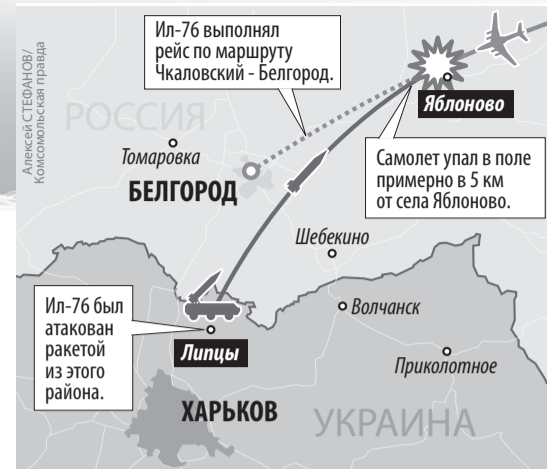 Алексей СТЕФАНОВ/
Комсомольская правда
Ил-76 выполнял
рейс по маршруту
Чкаловский - Белгород.
РОССИЯ
Яблоново
Томаровка
БЕЛГОРОД
Самолет упал в поле
примерно в 5 км
от села Яблоново.
Шебекино
Ил-76 был
атакован
ракетой
из этого
района.
Волчанск
Липцы
Приколотное
ХАРЬКОВ
УКРАИНА